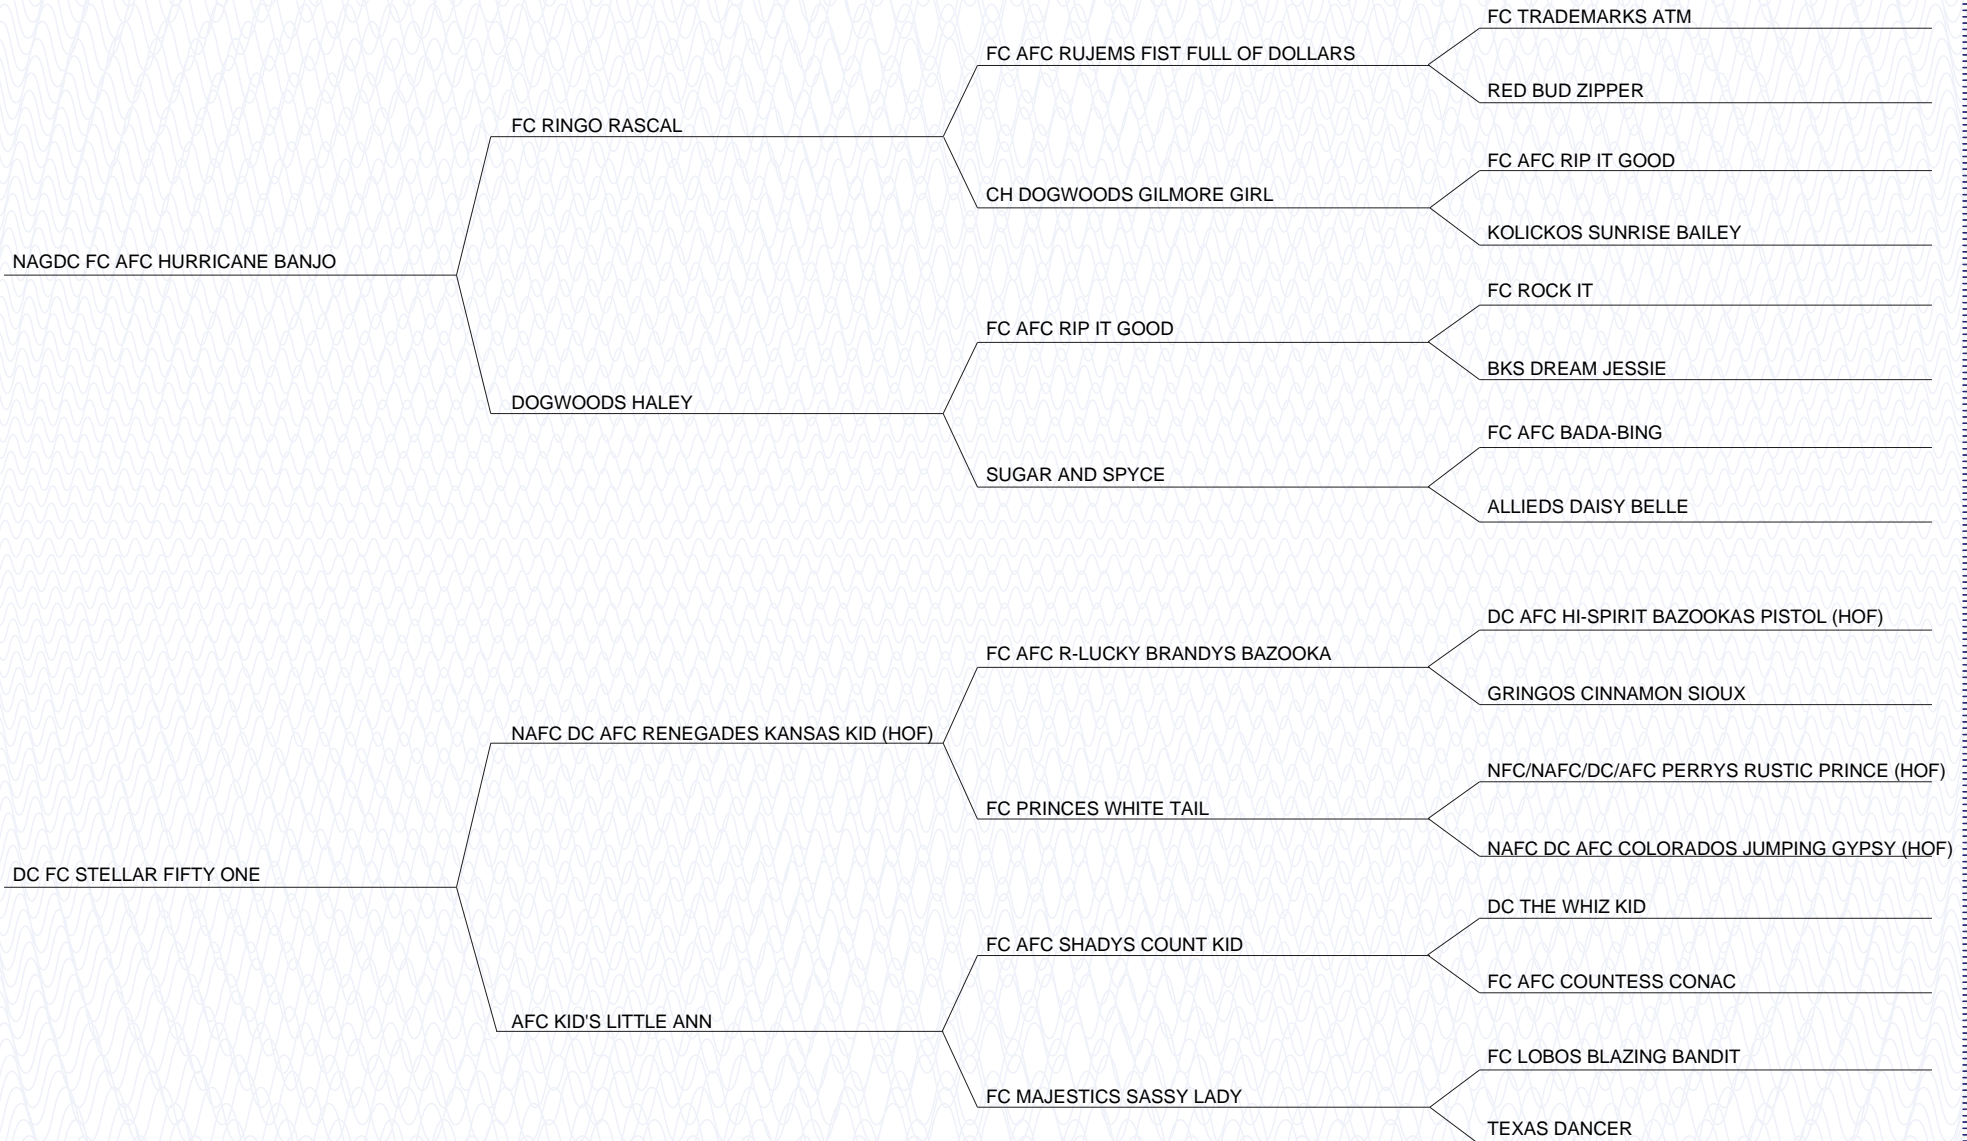 FC TRADEMARKS ATM
FC AFC RUJEMS FIST FULL OF DOLLARS
RED BUD ZIPPER
FC RINGO RASCAL
FC AFC RIP IT GOOD
CH DOGWOODS GILMORE GIRL
KOLICKOS SUNRISE BAILEY
NAGDC FC AFC HURRICANE BANJO
FC ROCK IT
FC AFC RIP IT GOOD
BKS DREAM JESSIE
DOGWOODS HALEY
FC AFC BADA-BING
SUGAR AND SPYCE
ALLIEDS DAISY BELLE
DC AFC HI-SPIRIT BAZOOKAS PISTOL (HOF)
FC AFC R-LUCKY BRANDYS BAZOOKA
GRINGOS CINNAMON SIOUX
NAFC DC AFC RENEGADES KANSAS KID (HOF)
NFC/NAFC/DC/AFC PERRYS RUSTIC PRINCE (HOF)
FC PRINCES WHITE TAIL
NAFC DC AFC COLORADOS JUMPING GYPSY (HOF)
DC FC STELLAR FIFTY ONE
DC THE WHIZ KID
FC AFC SHADYS COUNT KID
FC AFC COUNTESS CONAC
AFC KID'S LITTLE ANN
FC LOBOS BLAZING BANDIT
FC MAJESTICS SASSY LADY
TEXAS DANCER